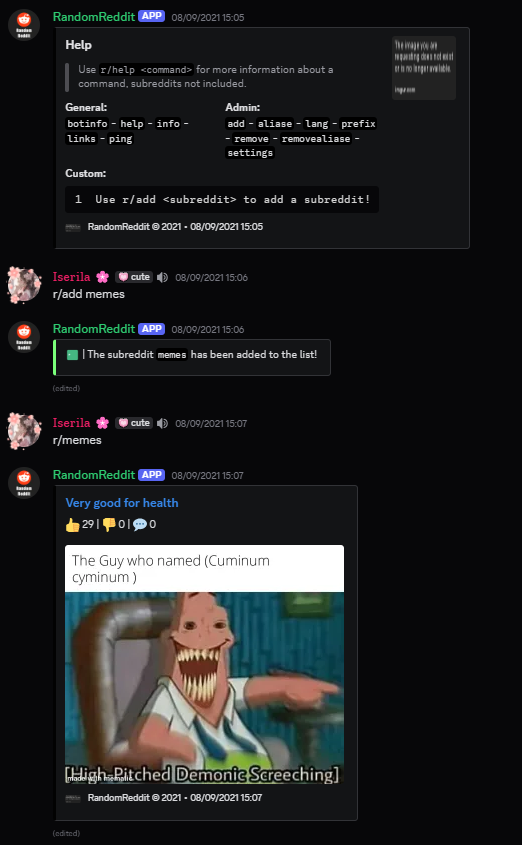 RandomReddit APP 08/09/2021 15:05
Help
Use r/help <command> for more information about a
command, subreddits not included.
The image you are
requesting does not exist
or is no longer available.
imgur.com
General:
botinfo - help - info -
links - ping
Admin:
add - aliase - lang - prefix
- remove - removealiase -
settings
Custom:
1 Use r/add <subreddit> to add a subreddit!
RandomReddit © 2021 • 08/09/2021 15:05
Iserila 🌸 cute 08/09/2021 15:06
r/add memes
RandomReddit APP 08/09/2021 15:06
| The subreddit memes has been added to the list!
(edited)
Iserila 🌸 cute 08/09/2021 15:07
r/memes
RandomReddit APP 08/09/2021 15:07
Very good for health
👍 29 | 👎 0 | 💬 0
The Guy who named (Cuminum
cyminum )
[High-Pitched Demonic Screeching]
made with mematic
RandomReddit © 2021 • 08/09/2021 15:07
(edited)